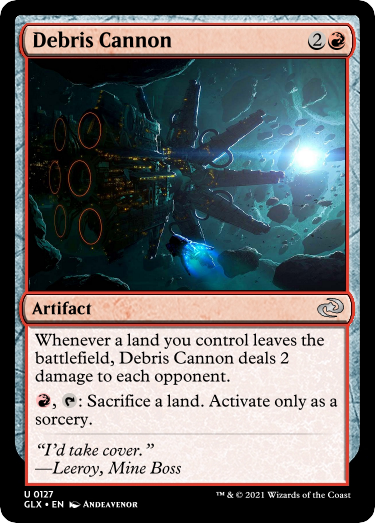 Debris Cannon 2
Artifact
Whenever a land you control leaves the
battlefield, Debris Cannon deals 2
damage to each opponent.
, : Sacrifice a land. Activate only as a
sorcery.
“I’d take cover.”
—Leeroy, Mine Boss
U 0127
GLX • EN Andeavenor
™ & © 2021 Wizards of the Coast